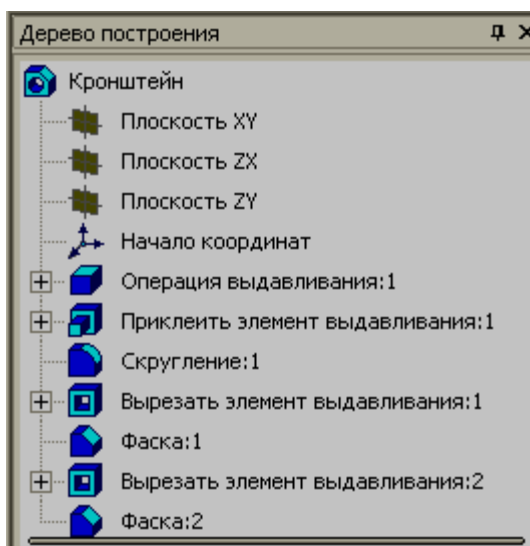 Дерево построения
Кронштейн
Плоскость XY
Плоскость ZX
Плоскость ZY
Начало координат
Операция выдавливания:1
Приклеить элемент выдавливания:1
Скругление:1
Вырезать элемент выдавливания:1
Фаска:1
Вырезать элемент выдавливания:2
Фаска:2